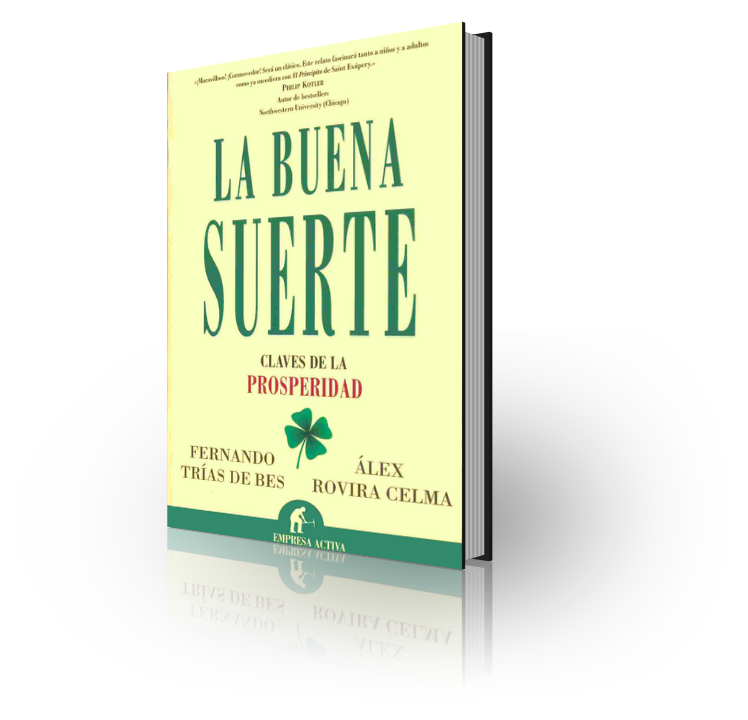 «¡Maravilloso! ¡Conmovedor! Será un clásico. Este relato fascinará tanto a niños y a adultos
como ya sucediera con El Principito de Saint Exúpery.»
PHILIP KOTLER
Autor de bestsellers
Northwestern University (Chicago)
LA BUENA
SUERTE
CLAVES DE LA
PROSPERIDAD
FERNANDO
TRÍAS DE BES
ÁLEX
ROVIRA CELMA
EMPRESA ACTIVA